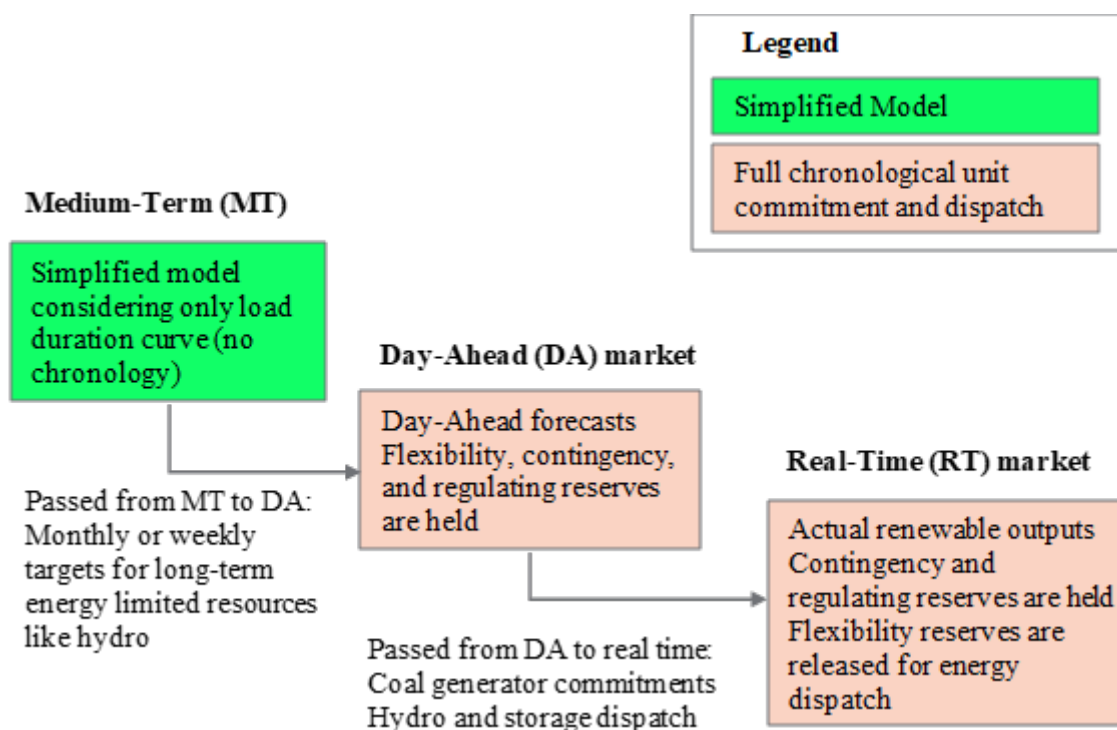 Legend
Simplified Model
Full chronological unit
commitment and dispatch
Medium-Term (MT)
Simplified model
considering only load
duration curve (no
chronology)
Day-Ahead (DA) market
Day-Ahead forecasts
Flexibility, contingency,
and regulating reserves
are held
Passed from MT to DA:
Monthly or weekly
targets for long-term
energy limited resources
like hydro
Real-Time (RT) market
Actual renewable outputs
Contingency and
regulating reserves are held
Flexibility reserves are
released for energy
dispatch
Passed from DA to real time:
Coal generator commitments
Hydro and storage dispatch